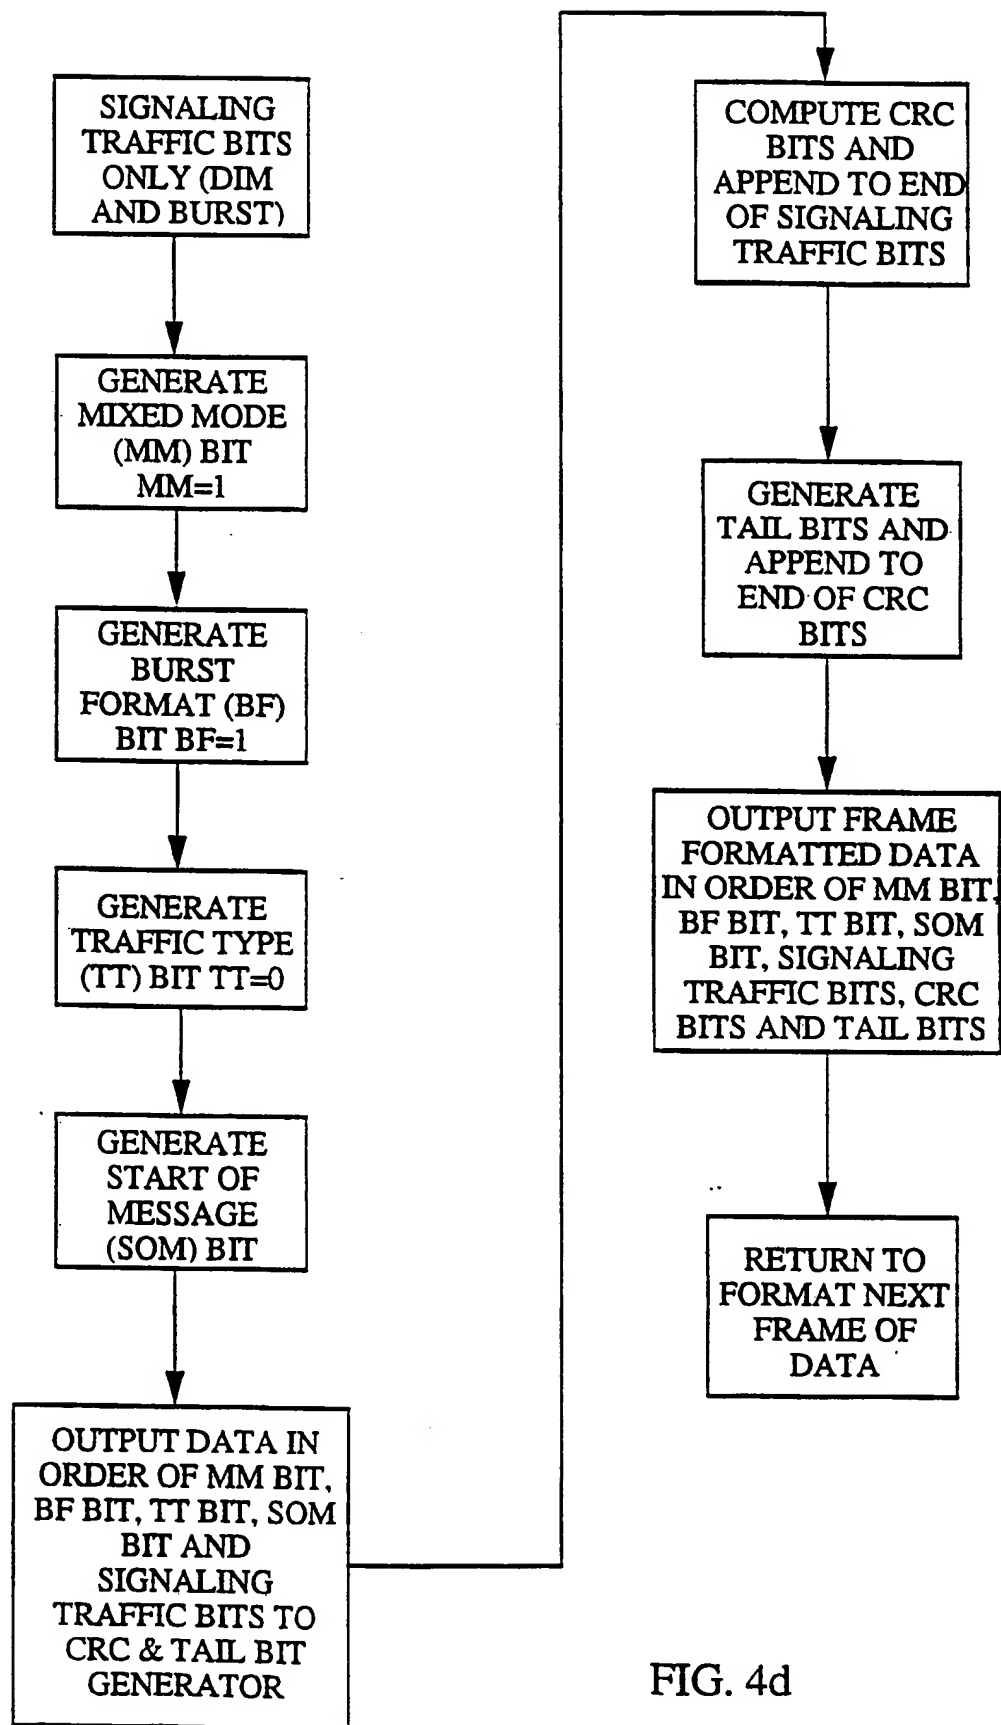 SIGNALING
TRAFFIC BITS
ONLY (DIM
AND BURST)
GENERATE
MIXED MODE
(MM) BIT
MM=1
GENERATE
BURST
FORMAT (BF)
BIT BF=1
GENERATE
TRAFFIC TYPE
(TT) BIT TT=0
GENERATE
START OF
MESSAGE
(SOM) BIT
OUTPUT DATA IN
ORDER OF MM BIT,
BF BIT, TT BIT, SOM
BIT AND
SIGNALING
TRAFFIC BITS TO
CRC & TAIL BIT
GENERATOR
COMPUTE CRC
BITS AND
APPEND TO END
OF SIGNALING
TRAFFIC BITS
GENERATE
TAIL BITS AND
APPEND TO
END OF CRC
BITS
OUTPUT FRAME
FORMATTED DATA
IN ORDER OF MM BIT,
BF BIT, TT BIT, SOM
BIT, SIGNALING
TRAFFIC BITS, CRC
BITS AND TAIL BITS
RETURN TO
FORMAT NEXT
FRAME OF
DATA
FIG. 4d